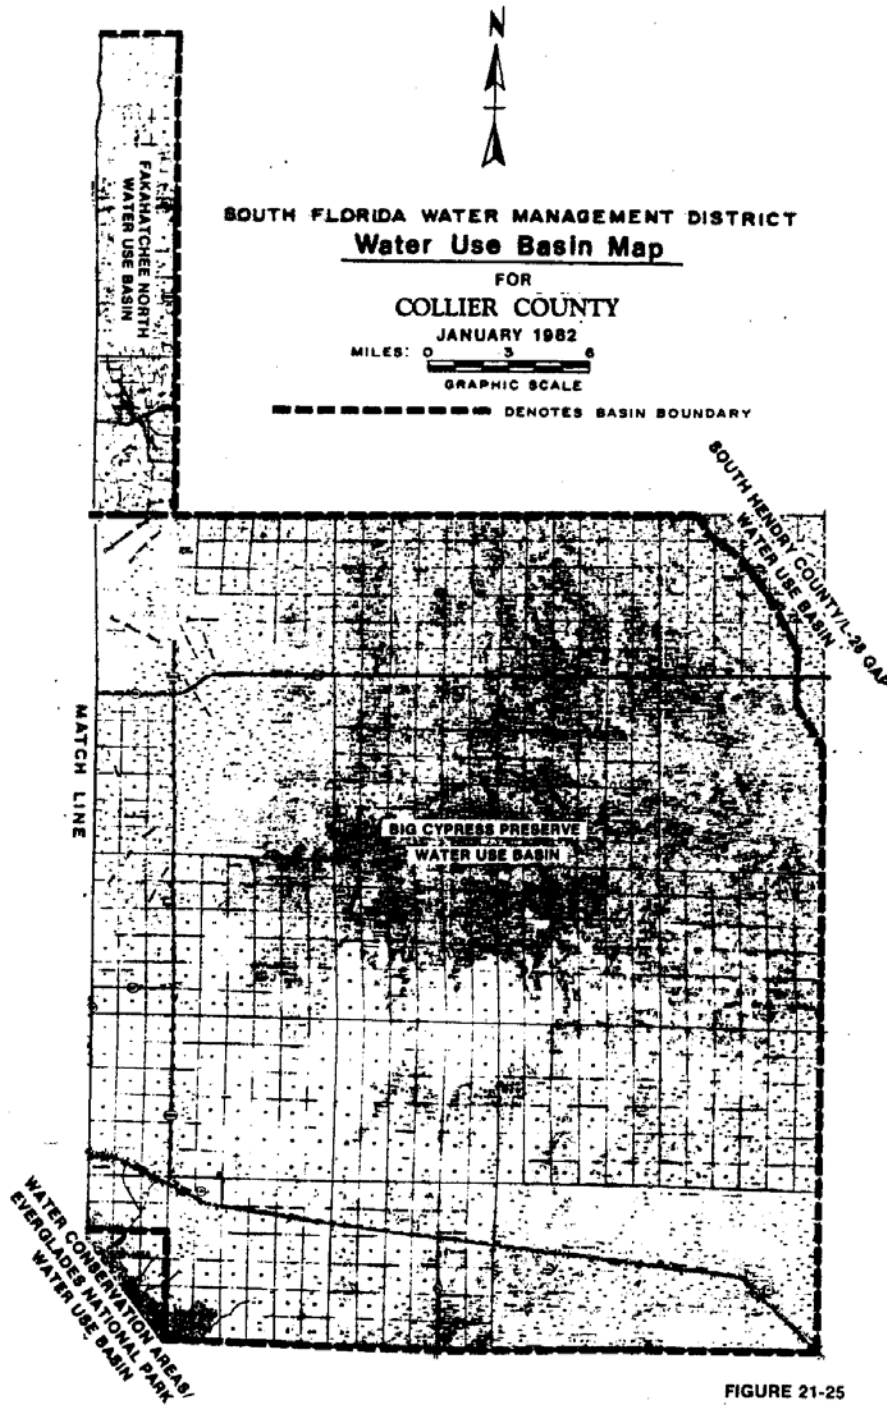 N
FAKAHATCHEE NORTH
WATER USE BASIN
SOUTH FLORIDA WATER MANAGEMENT DISTRICT
Water Use Basin Map
FOR
COLLIER COUNTY
JANUARY 1982
MILES: 0 3 6
GRAPHIC SCALE
DENOTES BASIN BOUNDARY
SOUTH HENDRY COUNTY/L-28 GAP
WATER USE BASIN
MATCH LINE
BIG CYPRESS PRESERVE
WATER USE BASIN
WATER CONSERVATION AREAS/
EVERGLADES NATIONAL PARK
WATER USE BASIN
FIGURE 21-25